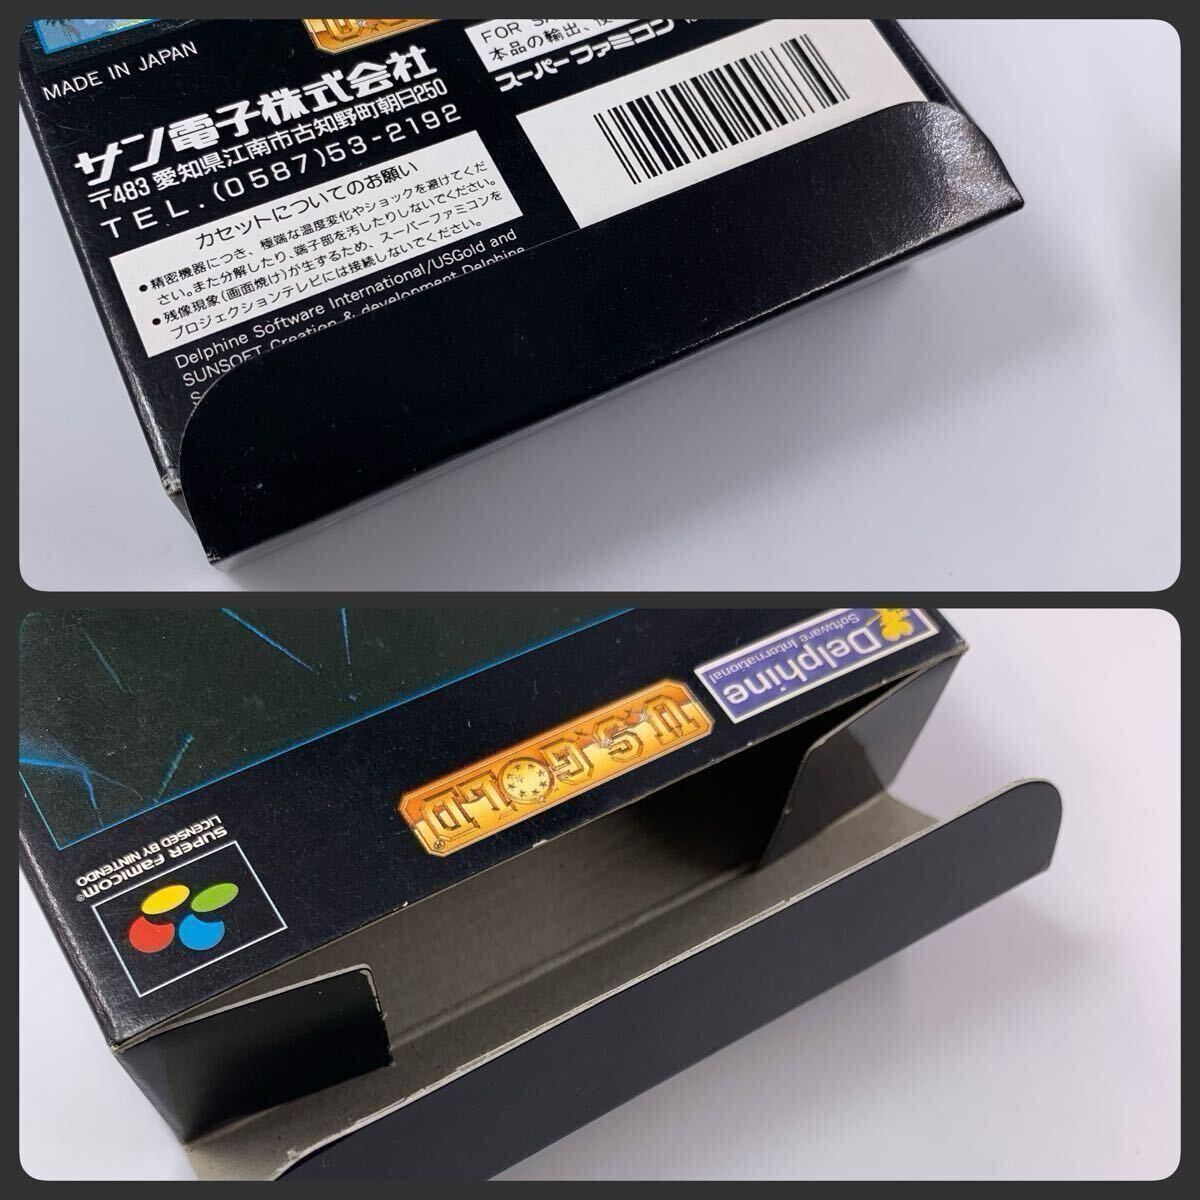 MADE IN JAPAN
サン電子株式会社
〒483 愛知県江南市古知野町朝日250
TEL.(0587)53-2192
カセットについてのお願い
●精密機器につき、極端な温度変化やショックを避けてくだ
さい。また分解したり、端子部を汚したりしないでください。
●残像現象(画面焼け)が生ずるため、スーパーファミコンを
プロジェクションテレビには接続しないでください。
Delphine Software International/USGold and
SUNSOFT Creation & development Delphine
FOR SA
本品の輸出、使
スーパーファミコン
Delphine
Software International
U.S. GOLD®
SUPER FAMICOM®
LICENSED BY NINTENDO